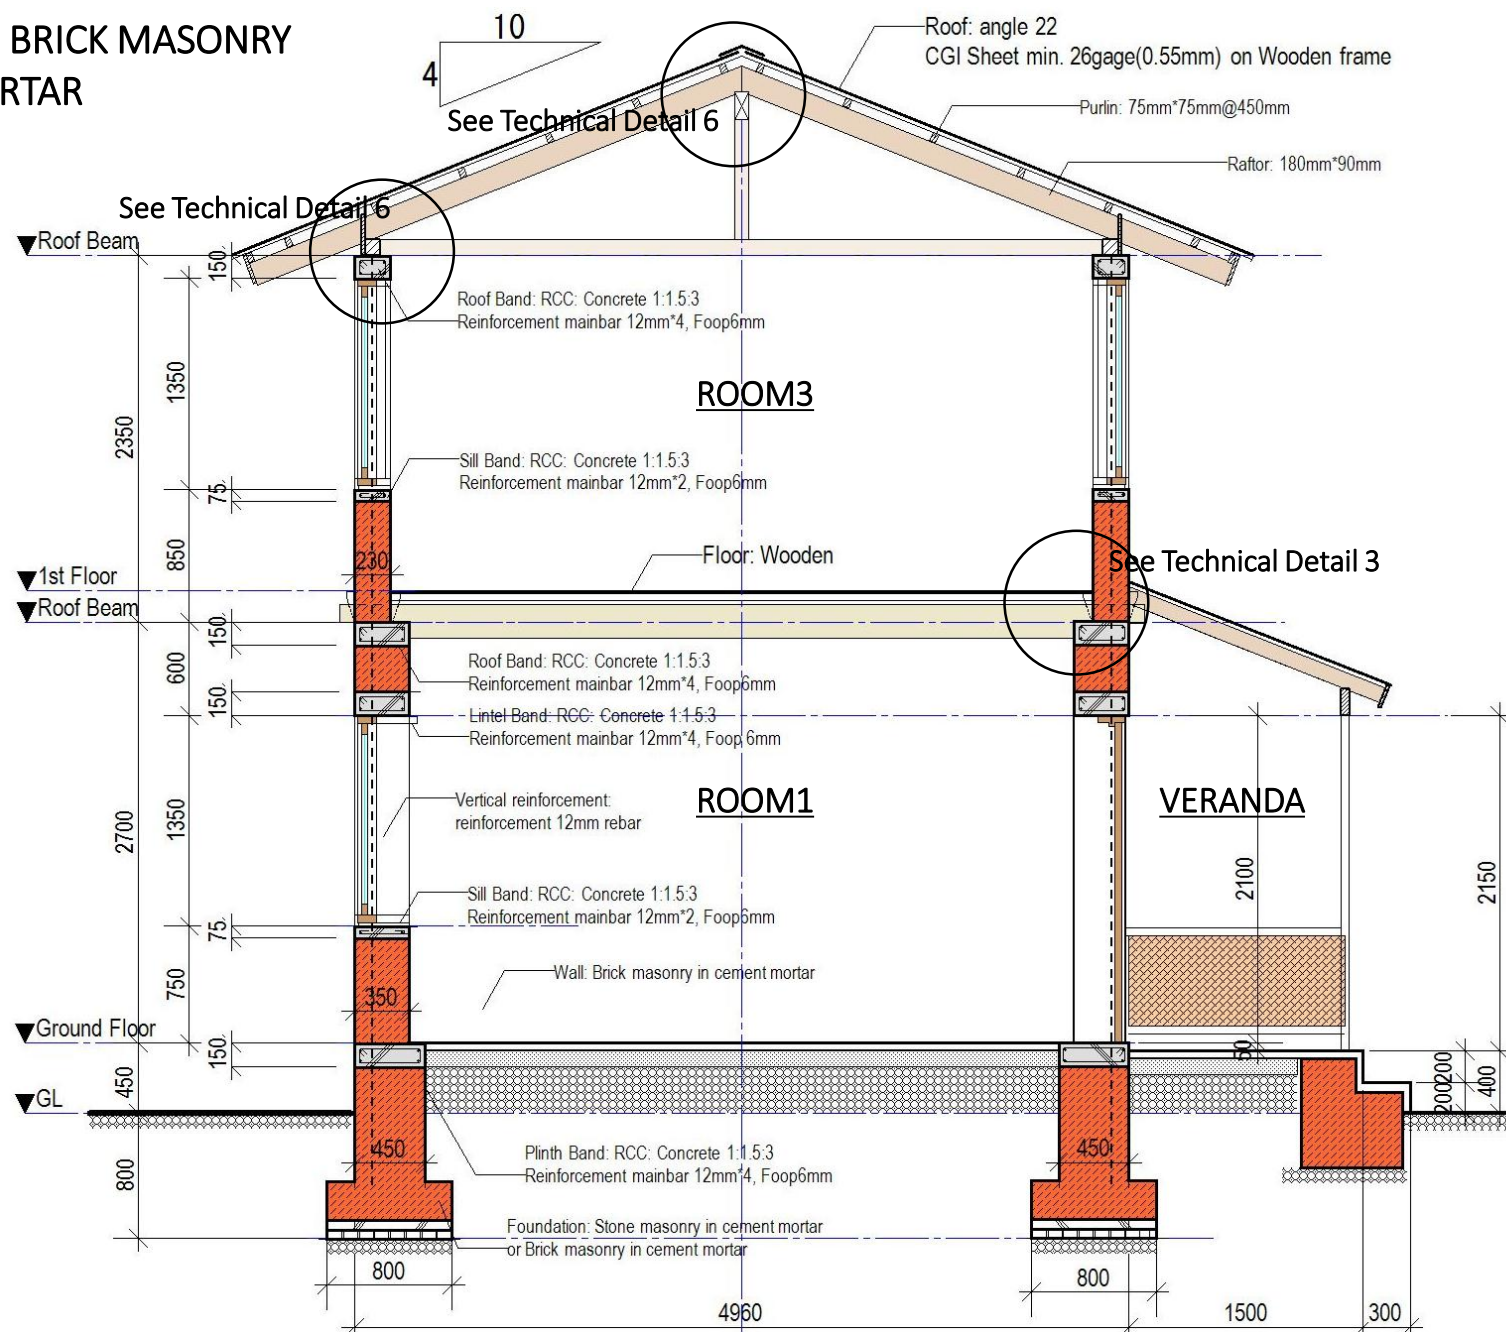 BRICK MASONRY
RTAR
10
4
Roof: angle 22
CGI Sheet min. 26gage(0.55mm) on Wooden frame
Purlin: 75mm*75mm@450mm
Raftor: 180mm*90mm
See Technical Detail 6
See Technical Detail 6
Roof Beam
150
Roof Band: RCC: Concrete 1:1.5:3
Reinforcement mainbar 12mm*4, Foop6mm
1350
ROOM3
2350
Sill Band: RCC: Concrete 1:1.5:3
Reinforcement mainbar 12mm*2, Foop6mm
75
850
230
Floor: Wooden
See Technical Detail 3
1st Floor
Roof Beam
150
600
Roof Band: RCC: Concrete 1:1.5:3
Reinforcement mainbar 12mm*4, Foop6mm
150
Lintel Band: RCC: Concrete 1:1.5:3
Reinforcement mainbar 12mm*4, Foop 6mm
Vertical reinforcement:
reinforcement 12mm rebar
ROOM1
VERANDA
1350
2700
2100
2150
Sill Band: RCC: Concrete 1:1.5:3
Reinforcement mainbar 12mm*2, Foop6mm
75
Wall: Brick masonry in cement mortar
750
350
Ground Floor
150
50
450
200
200
400
GL
450
450
Plinth Band: RCC: Concrete 1:1.5:3
Reinforcement mainbar 12mm*4, Foop6mm
800
Foundation: Stone masonry in cement mortar
or Brick masonry in cement mortar
800
800
4960
1500
300